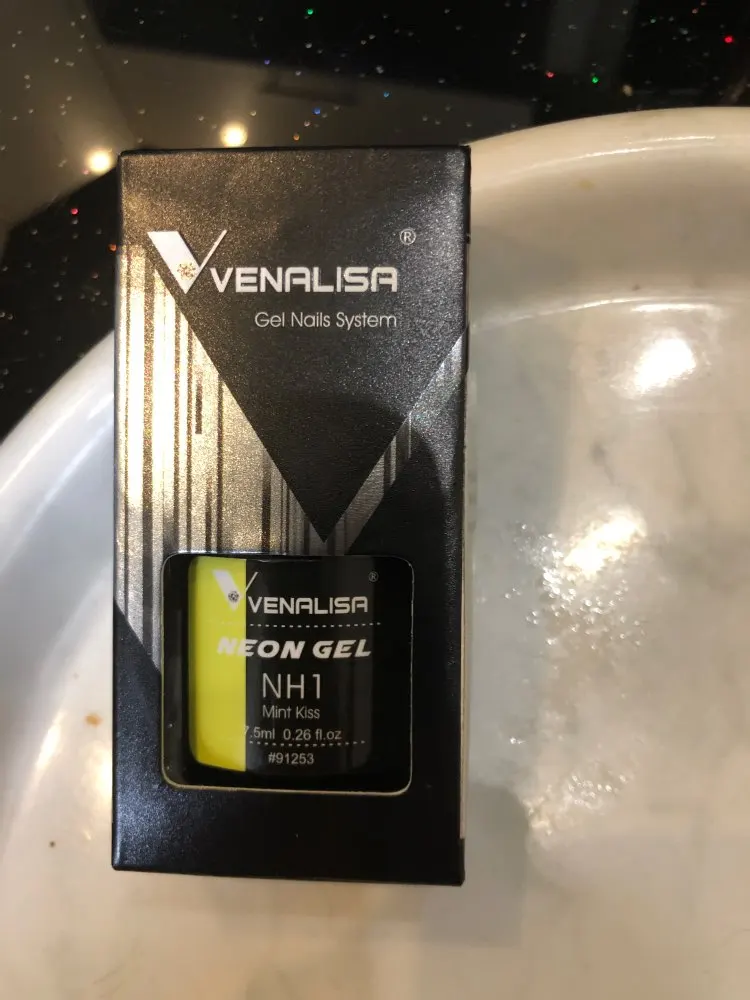 VENALISA ®
Gel Nails System
VENALISA ®
NEON GEL
NH1
Mint Kiss
7.5ml 0.26 fl.oz
#91253